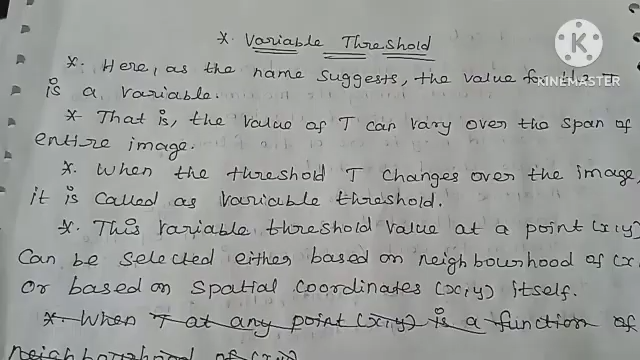 * Variable Threshold
KINEMASTER
*. Here, as the name suggests, the value for the T
is a variable.
* That is, the value of T can vary over the span of
entire image.
*. When the threshold T changes over the image,
it is called as variable threshold.
*. This variable threshold value at a point (x,y)
can be selected either based on neighbourhood of (x,
or based on spatial coordinates (x,y) itself.
*. When T at any point (x,y) is a function of
neighbourhood of (x,y)